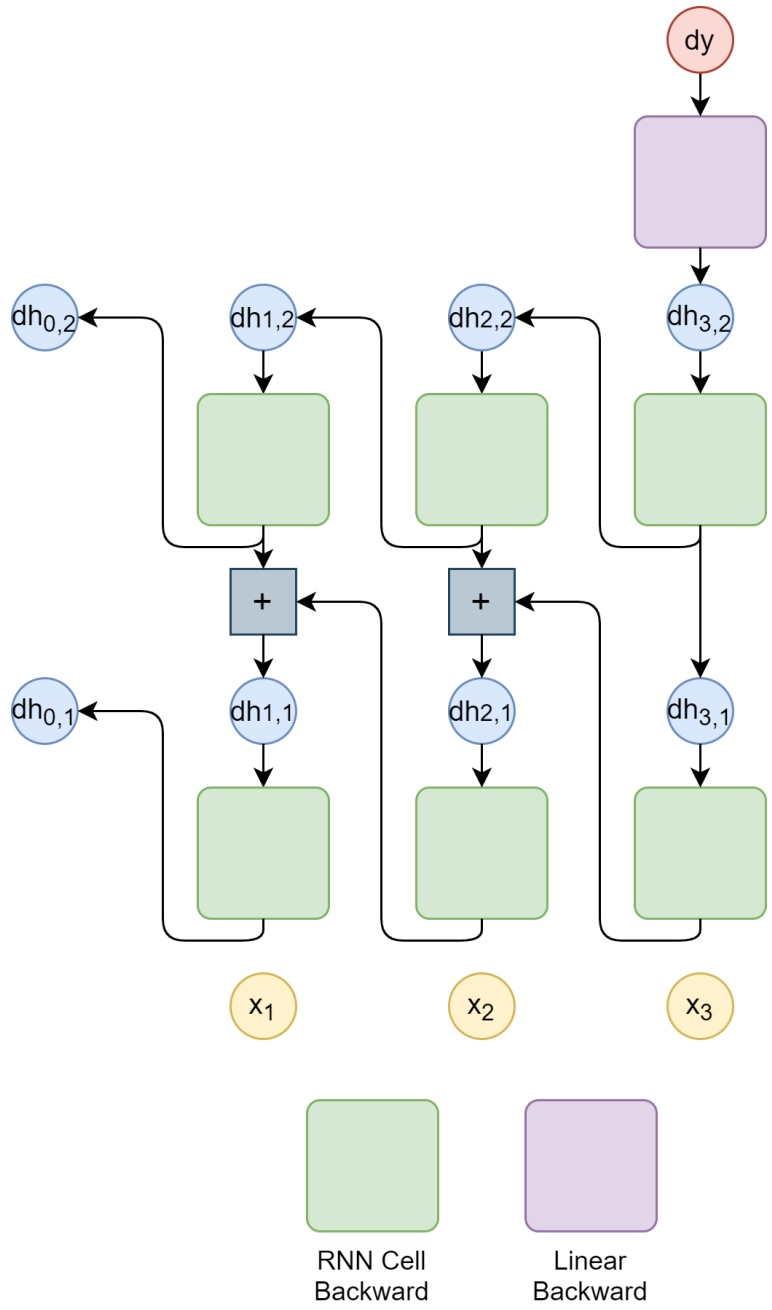 dy
dh0,2
dh1,2
dh2,2
dh3,2
+
+
dh0,1
dh1,1
dh2,1
dh3,1
x1
x2
x3
RNN Cell
Backward
Linear
Backward